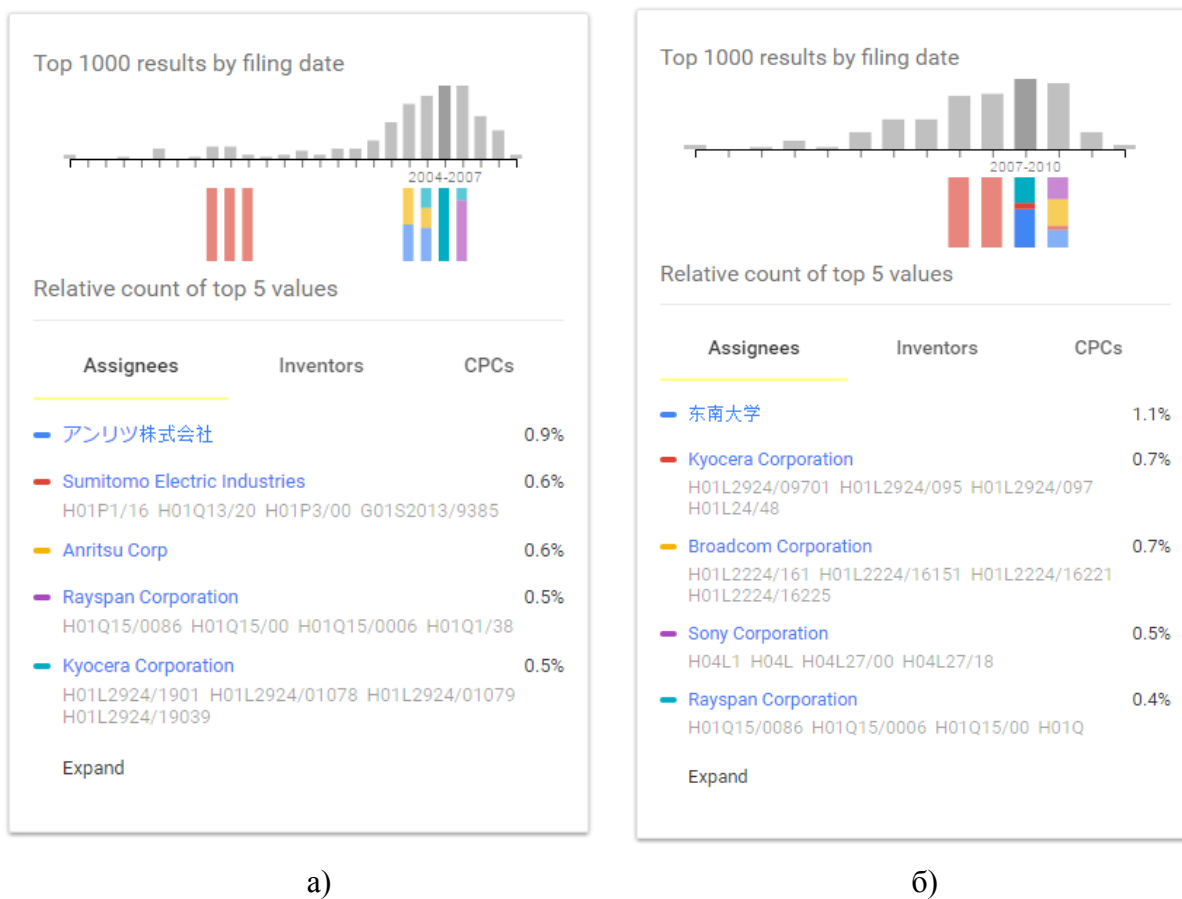 Top 1000 results by filing date
2004-2007
Relative count of top 5 values
Assignees Inventors CPCs
アンリツ株式会社 0.9%
Sumitomo Electric Industries 0.6%
H01P1/16 H01Q13/20 H01P3/00 G01S2013/9385
Anritsu Corp 0.6%
Rayspan Corporation 0.5%
H01Q15/0086 H01Q15/00 H01Q15/0006 H01Q1/38
Kyocera Corporation 0.5%
H01L2924/1901 H01L2924/01078 H01L2924/01079
H01L2924/19039
Expand
а)
Top 1000 results by filing date
2007-2010
Relative count of top 5 values
Assignees Inventors CPCs
东南大学 1.1%
Kyocera Corporation 0.7%
H01L2924/09701 H01L2924/095 H01L2924/097
H01L24/48
Broadcom Corporation 0.7%
H01L2224/161 H01L2224/16151 H01L2224/16221
H01L2224/16225
Sony Corporation 0.5%
H04L1 H04L H04L27/00 H04L27/18
Rayspan Corporation 0.4%
H01Q15/0086 H01Q15/0006 H01Q15/00 H01Q
Expand
б)